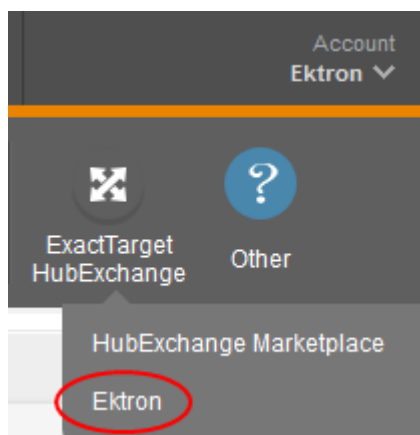 Account
Ektron
?
ExactTarget
HubExchange
Other
HubExchange Marketplace
Ektron